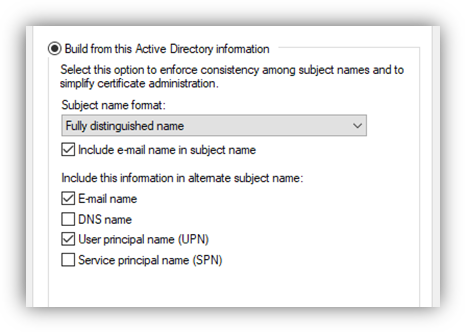 Build from this Active Directory information
Select this option to enforce consistency among subject names and to
simplify certificate administration.
Subject name format:
Fully distinguished name
Include e-mail name in subject name
Include this information in alternate subject name:
E-mail name
DNS name
User principal name (UPN)
Service principal name (SPN)